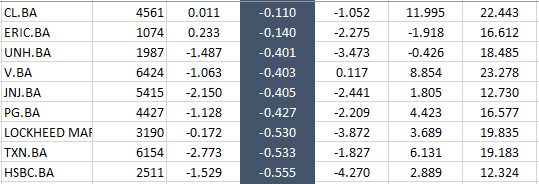 CL.BA 4561 0.011 -0.110 -1.052 11.995 22.443
ERIC.BA 1074 0.233 -0.140 -2.275 -1.918 16.612
UNH.BA 1987 -1.487 -0.401 -3.473 -0.426 18.485
V.BA 6424 -1.063 -0.403 0.117 8.854 23.278
JNJ.BA 5415 -2.150 -0.405 -2.441 1.805 12.730
PG.BA 4427 -1.128 -0.427 -2.209 4.423 16.577
LOCKHEED MAR 3190 -0.172 -0.530 -3.872 3.689 19.835
TXN.BA 6154 -2.773 -0.533 -1.827 6.131 19.183
HSBC.BA 2511 -1.529 -0.555 -4.270 2.889 12.324